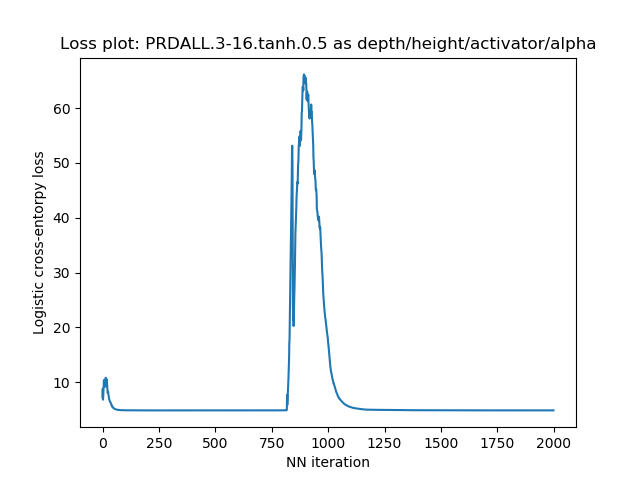 Loss plot: PRDALL.3-16.tanh.0.5 as depth/height/activator/alpha
Logistic cross-entorpy loss
60
50
40
30
20
10
0 250 500 750 1000 1250 1500 1750 2000
NN iteration